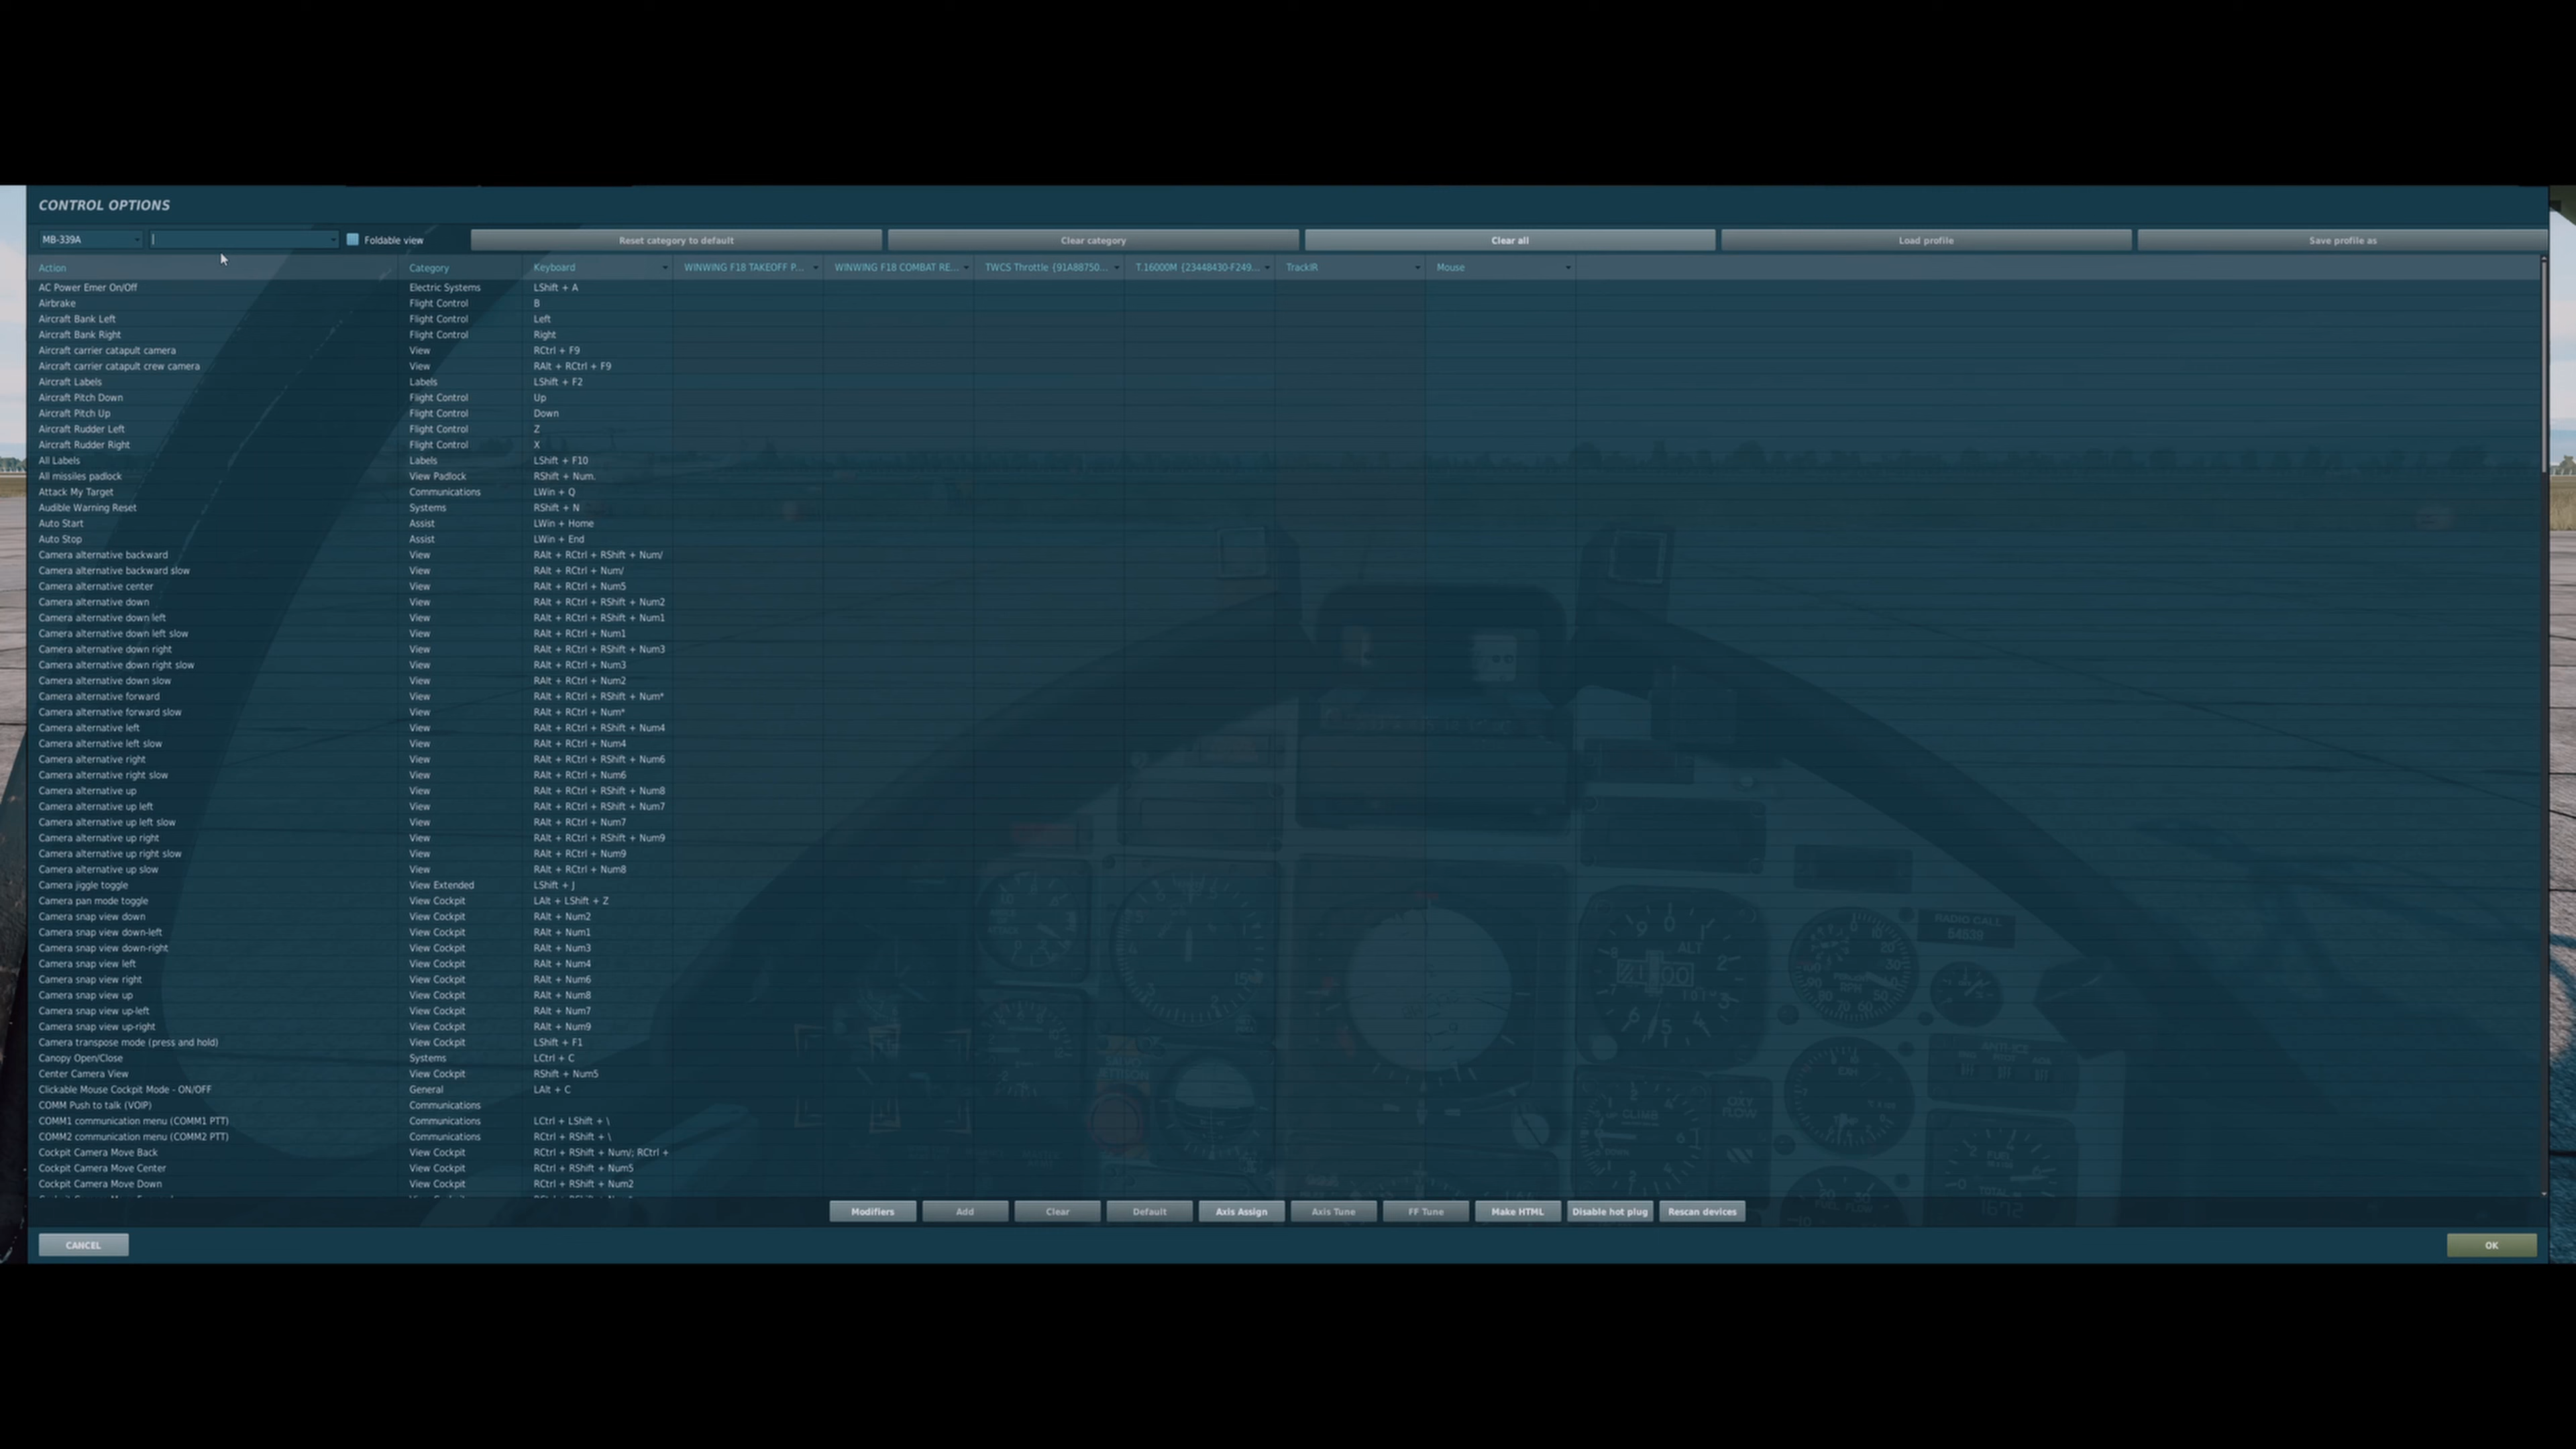 CONTROL OPTIONS
MB-339A
Foldable view
Reset category to default
Clear category
Clear all
Load profile
Save profile as
Action Category Keyboard WINWING F18 TAKEOFF P... WINWING F18 COMBAT RE... TWCS Throttle {91A88750... T.16000M {23448430-F249... TrackIR Mouse
AC Power Emer On/Off Electric Systems LShift + A
Airbrake Flight Control B
Aircraft Bank Left Flight Control Left
Aircraft Bank Right Flight Control Right
Aircraft carrier catapult camera View RCtrl + F9
Aircraft carrier catapult crew camera View RAlt + RCtrl + F9
Aircraft Labels Labels LShift + F2
Aircraft Pitch Down Flight Control Up
Aircraft Pitch Up Flight Control Down
Aircraft Rudder Left Flight Control Z
Aircraft Rudder Right Flight Control X
All Labels Labels LShift + F10
All missiles padlock View Padlock RShift + Num.
Attack My Target Communications LWin + Q
Audible Warning Reset Systems RShift + N
Auto Start Assist LWin + Home
Auto Stop Assist LWin + End
Camera alternative backward View RAlt + RCtrl + RShift + Num/
Camera alternative backward slow View RAlt + RCtrl + Num/
Camera alternative center View RAlt + RCtrl + Num5
Camera alternative down View RAlt + RCtrl + RShift + Num2
Camera alternative down left View RAlt + RCtrl + RShift + Num1
Camera alternative down left slow View RAlt + RCtrl + Num1
Camera alternative down right View RAlt + RCtrl + RShift + Num3
Camera alternative down right slow View RAlt + RCtrl + Num3
Camera alternative down slow View RAlt + RCtrl + Num2
Camera alternative forward View RAlt + RCtrl + RShift + Num*
Camera alternative forward slow View RAlt + RCtrl + Num*
Camera alternative left View RAlt + RCtrl + RShift + Num4
Camera alternative left slow View RAlt + RCtrl + Num4
Camera alternative right View RAlt + RCtrl + RShift + Num6
Camera alternative right slow View RAlt + RCtrl + Num6
Camera alternative up View RAlt + RCtrl + RShift + Num8
Camera alternative up left View RAlt + RCtrl + RShift + Num7
Camera alternative up left slow View RAlt + RCtrl + Num7
Camera alternative up right View RAlt + RCtrl + RShift + Num9
Camera alternative up right slow View RAlt + RCtrl + Num9
Camera alternative up slow View RAlt + RCtrl + Num8
Camera jiggle toggle View Extended LShift + J
Camera pan mode toggle View Cockpit LAlt + LShift + Z
Camera snap view down View Cockpit RAlt + Num2
Camera snap view down-left View Cockpit RAlt + Num1
Camera snap view down-right View Cockpit RAlt + Num3
Camera snap view left View Cockpit RAlt + Num4
Camera snap view right View Cockpit RAlt + Num6
Camera snap view up View Cockpit RAlt + Num8
Camera snap view up-left View Cockpit RAlt + Num7
Camera snap view up-right View Cockpit RAlt + Num9
Camera transpose mode (press and hold) View Cockpit LShift + F1
Canopy Open/Close Systems LCtrl + C
Center Camera View View Cockpit RShift + Num5
Clickable Mouse Cockpit Mode - ON/OFF General LAlt + C
COMM Push to talk (VOIP) Communications
COMM1 communication menu (COMM1 PTT) Communications LCtrl + LShift + \
COMM2 communication menu (COMM2 PTT) Communications RCtrl + RShift + \
Cockpit Camera Move Back View Cockpit RCtrl + RShift + Num/; RCtrl +
Cockpit Camera Move Center View Cockpit RCtrl + RShift + Num5
Cockpit Camera Move Down View Cockpit RCtrl + RShift + Num2
RADIO CALL
54639
ALT
RPM
EXH
ANTI-ICE
CLIMB
OXY
FLOW
FUEL
TOTAL
1672
FUEL FLOW
Modifiers
Add
Clear
Default
Axis Assign
Axis Tune
FF Tune
Make HTML
Disable hot plug
Rescan devices
CANCEL
OK